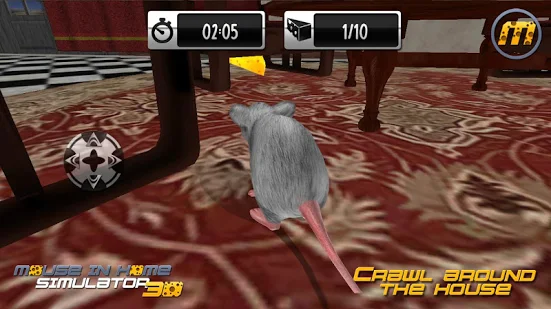 02:05
1/10
M
MOUSE IN HOME
SIMULATOR 3D
CRAWL AROUND
THE HOUSE